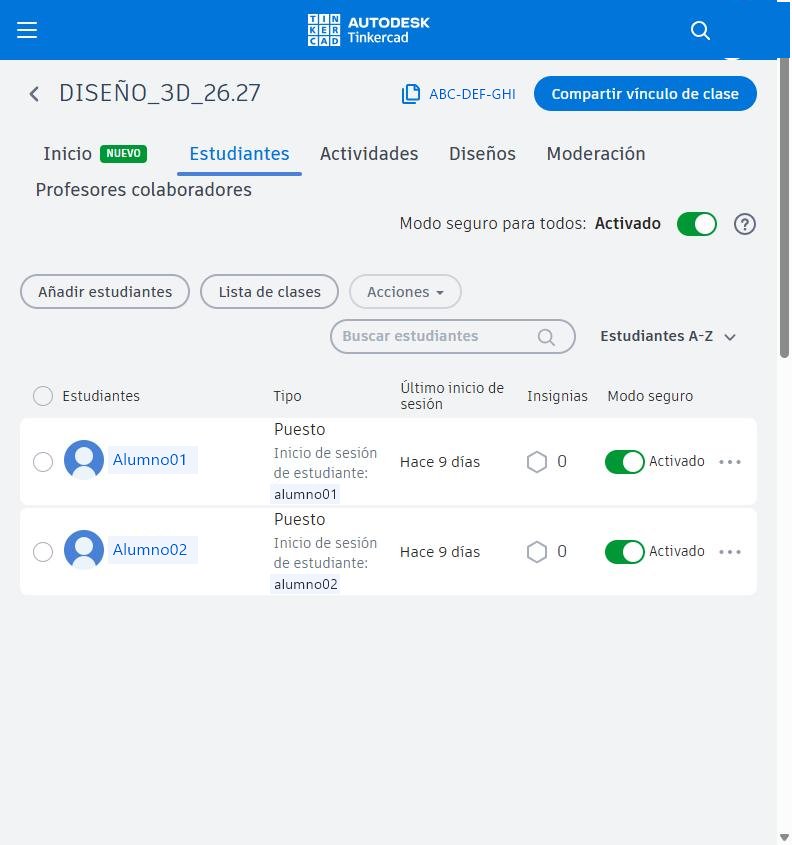 TIN
KER
CAD
AUTODESK
Tinkercad
DISEÑO_3D_26.27
ABC-DEF-GHI
Compartir vínculo de clase
Inicio NUEVO Estudiantes Actividades Diseños Moderación
Profesores colaboradores
Modo seguro para todos: Activado ?
Añadir estudiantes Lista de clases Acciones
Buscar estudiantes Estudiantes A-Z
Estudiantes Tipo Último inicio de sesión Insignias Modo seguro
Puesto
Alumno01 Inicio de sesión de estudiante: Hace 9 días 0 Activado
alumno01
Puesto
Alumno02 Inicio de sesión de estudiante: Hace 9 días 0 Activado
alumno02